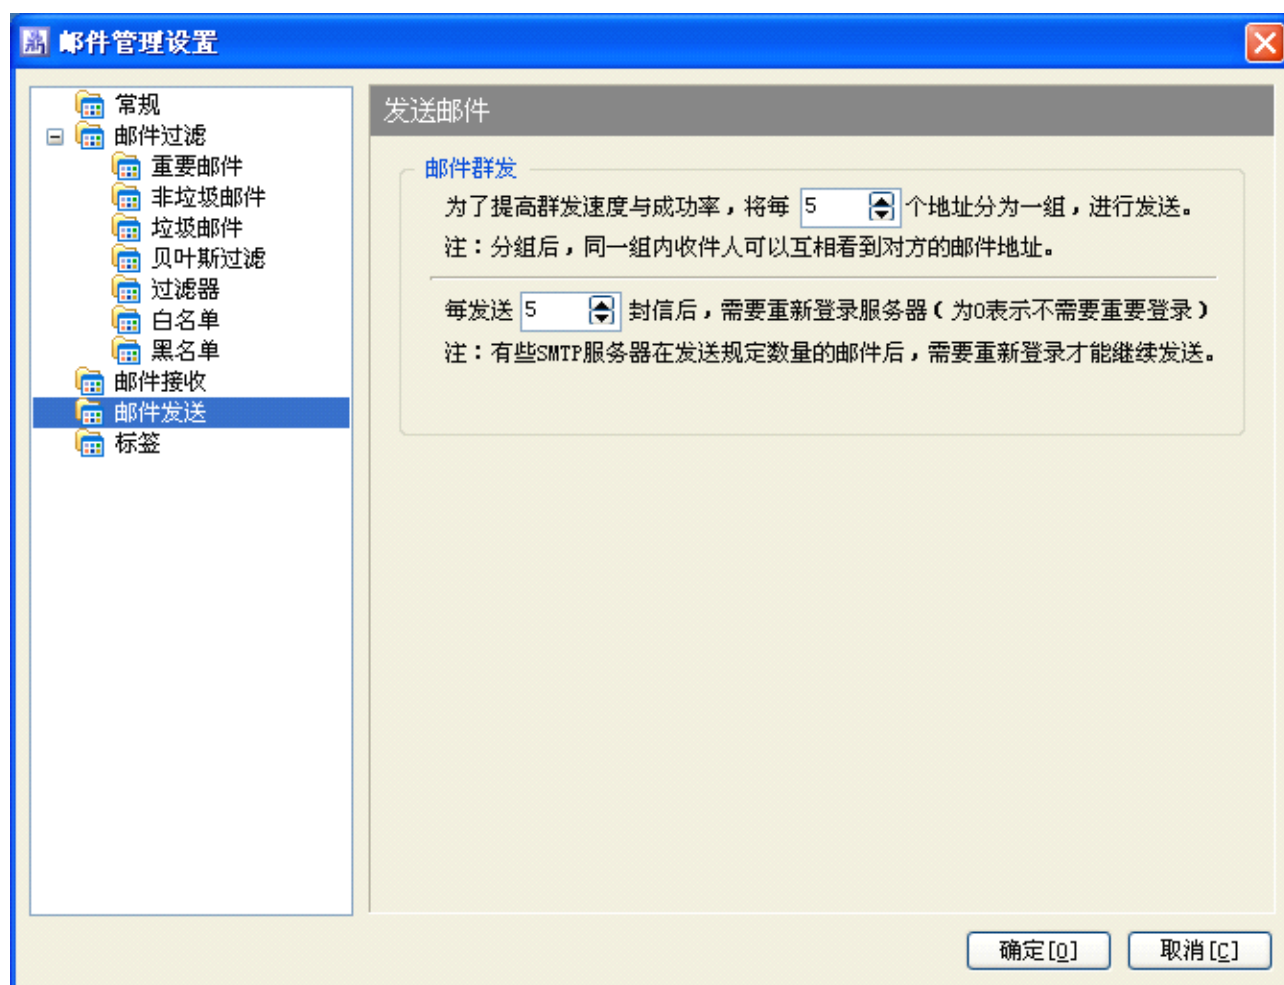 鼎 邮件管理设置
常规
邮件过滤
重要邮件
非垃圾邮件
垃圾邮件
贝叶斯过滤
过滤器
白名单
黑名单
邮件接收
邮件发送
标签
发送邮件
邮件群发
为了提高群发速度与成功率，将每 5 个地址分为一组，进行发送。
注：分组后，同一组内收件人可以互相看到对方的邮件地址。
每发送 5 封信后，需要重新登录服务器（为0表示不需要重要登录）
注：有些SMTP服务器在发送规定数量的邮件后，需要重新登录才能继续发送。
确定[O] 取消[C]